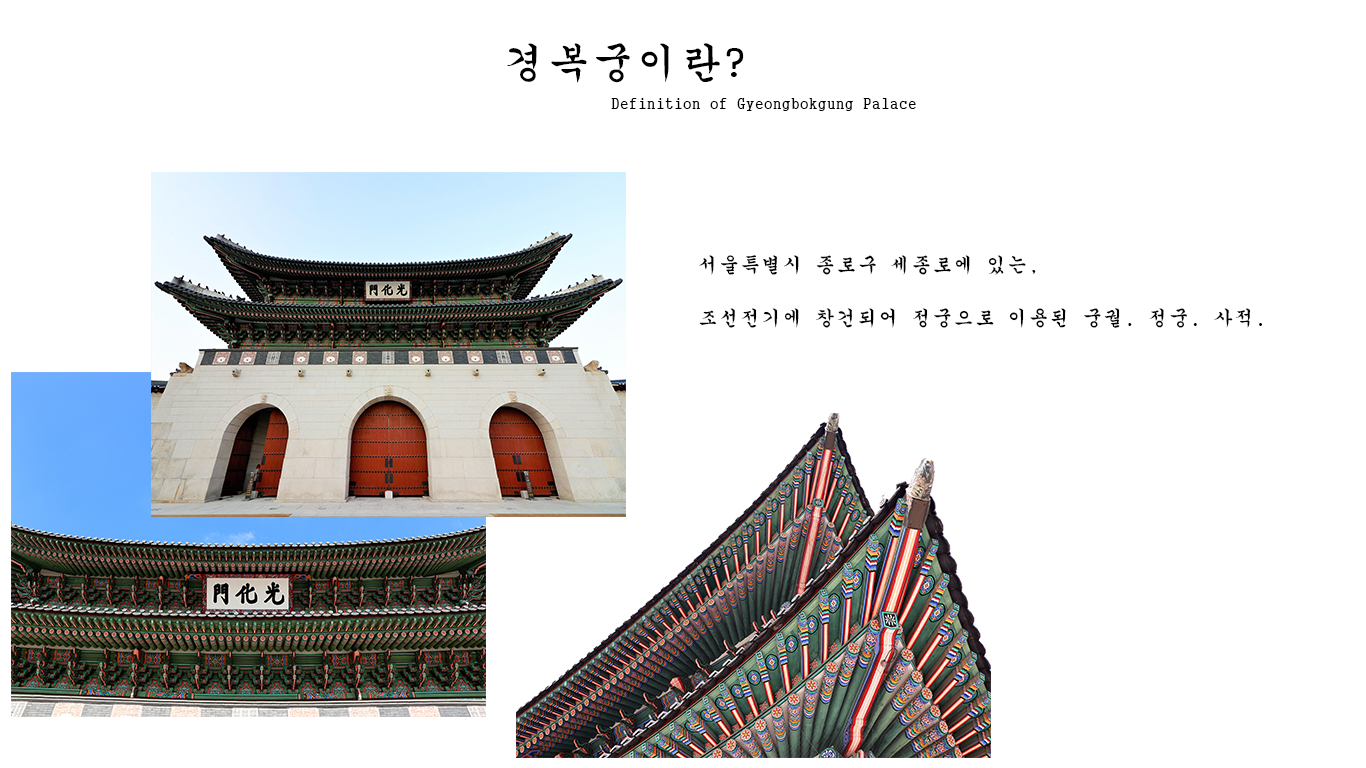 경복궁이란?
Definition of Gyeongbokgung Palace
서울특별시 종로구 세종로에 있는,
조선전기에 창건되어 정궁으로 이용된 궁궐. 정궁. 사적.
門化光
門化光